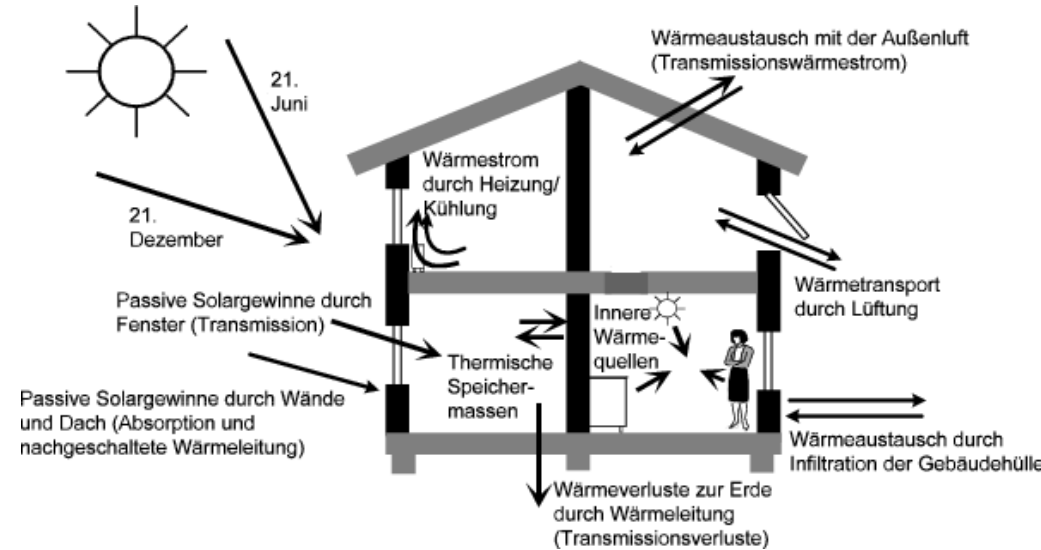 Wärmeaustausch mit der Außenluft
(Transmissionswärmestrom)
21.
Juni
Wärmestrom
durch Heizung/
Kühlung
21.
Dezember
Wärmetransport
durch Lüftung
Passive Solargewinne durch
Fenster (Transmission)
Innere
Wärme-
quellen
Thermische
Speicher-
massen
Passive Solargewinne durch Wände
und Dach (Absorption und
nachgeschaltete Wärmeleitung)
Wärmeaustausch durch
Infiltration der Gebäudehülle
Wärmeverluste zur Erde
durch Wärmeleitung
(Transmissionsverluste)